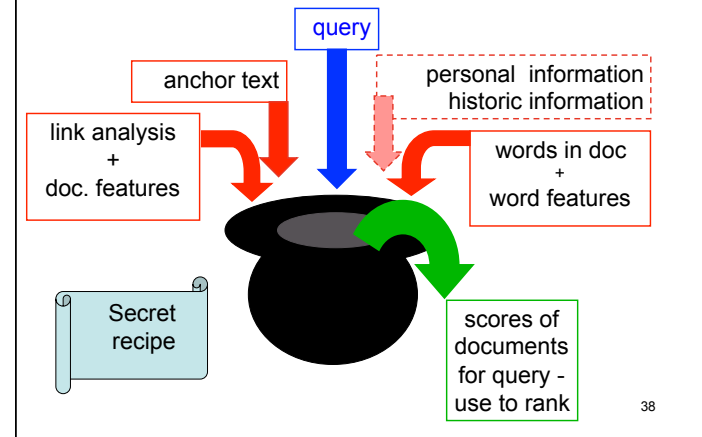 query
anchor text
personal information
historic information
link analysis
+
doc. features
words in doc
+
word features
Secret
recipe
scores of
documents
for query -
use to rank
38